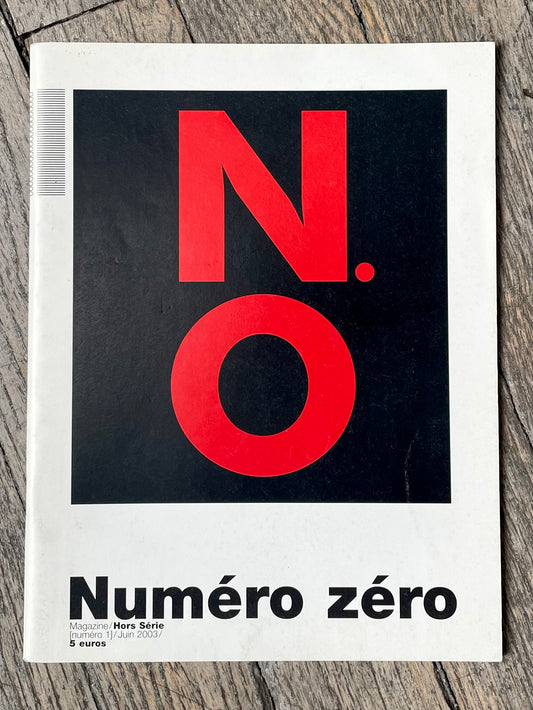 N.
O
Numéro zéro
Magazine/Hors Série
[numéro 1]/Juin 2003/
5 euros